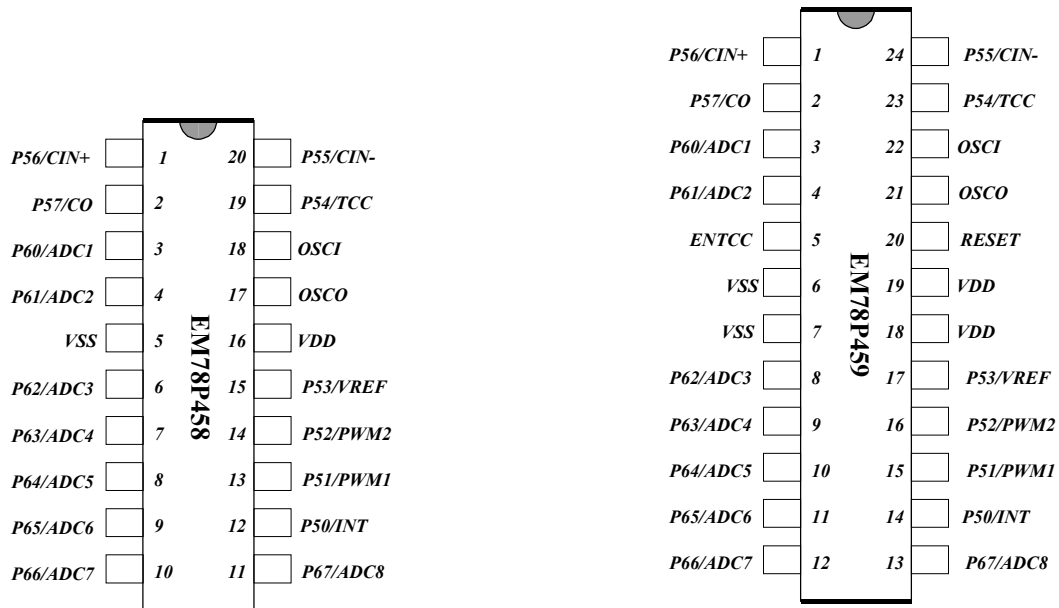 P56/CIN+ 1 20 P55/CIN-
P57/CO 2 19 P54/TCC
P60/ADC1 3 18 OSCI
P61/ADC2 4 17 OSCO
VSS 5 16 VDD
P62/ADC3 6 15 P53/VREF
P63/ADC4 7 14 P52/PWM2
P64/ADC5 8 13 P51/PWM1
P65/ADC6 9 12 P50/INT
P66/ADC7 10 11 P67/ADC8
EM78P458
P56/CIN+ 1 24 P55/CIN-
P57/CO 2 23 P54/TCC
P60/ADC1 3 22 OSCI
P61/ADC2 4 21 OSCO
ENTCC 5 20 RESET
VSS 6 19 VDD
VSS 7 18 VDD
P62/ADC3 8 17 P53/VREF
P63/ADC4 9 16 P52/PWM2
P64/ADC5 10 15 P51/PWM1
P65/ADC6 11 14 P50/INT
P66/ADC7 12 13 P67/ADC8
EM78P459